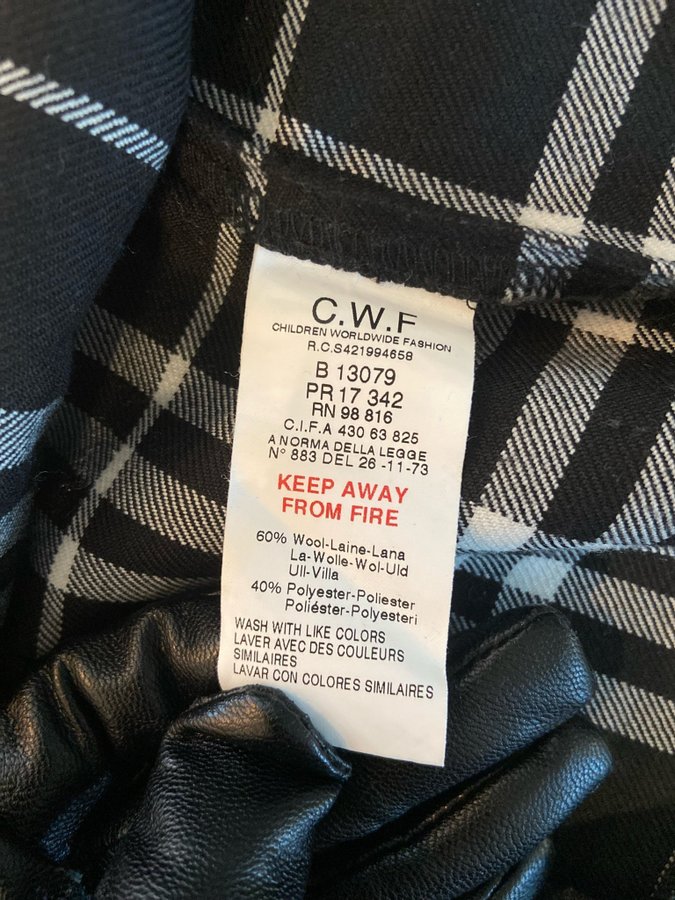 C.W.F
CHILDREN WORLDWIDE FASHION
R.C.S421994658
B 13079
PR 17 342
RN 98 816
C.I.F.A 430 63 825
A NORMA DELLA LEGGE
N° 883 DEL 26 -11-73
KEEP AWAY
FROM FIRE
60% Wool-Laine-Lana
La-Wolle-Wol-Uld
Ull-Villa
40% Polyester-Poliester
Poliéster-Polyesteri
WASH WITH LIKE COLORS
LAVER AVEC DES COULEURS
SIMILAIRES
LAVAR CON COLORES SIMILAIRES